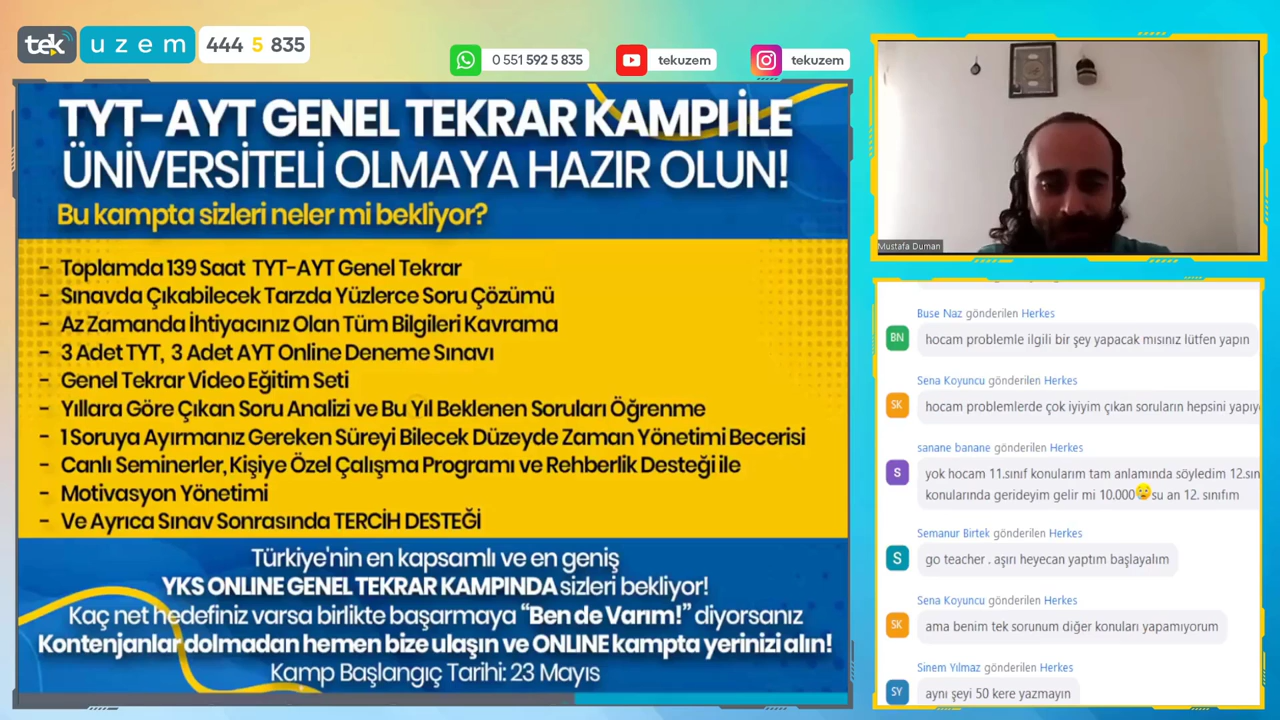 tek
uzem
444 5 835
0 551 592 5 835
tekuzem
tekuzem
TYT-AYT GENEL TEKRAR KAMPI İLE
ÜNİVERSİTELİ OLMAYA HAZIR OLUN!
Bu kampta sizleri neler mi bekliyor?
- Toplamda 139 Saat TYT-AYT Genel Tekrar
- Sınavda Çıkabilecek Tarzda Yüzlerce Soru Çözümü
- Az Zamanda İhtiyacınız Olan Tüm Bilgileri Kavrama
- 3 Adet TYT, 3 Adet AYT Online Deneme Sınavı
- Genel Tekrar Video Eğitim Seti
- Yıllara Göre Çıkan Soru Analizi ve Bu Yıl Beklenen Soruları Öğrenme
- 1 Soruya Ayırmanız Gereken Süreyi Bilecek Düzeyde Zaman Yönetimi Becerisi
- Canlı Seminerler, Kişiye Özel Çalışma Programı ve Rehberlik Desteği ile
- Motivasyon Yönetimi
- Ve Ayrıca Sınav Sonrasında TERCİH DESTEĞİ
Türkiye'nin en kapsamlı ve en geniş
YKS ONLINE GENEL TEKRAR KAMPINDA sizleri bekliyor!
Kaç net hedefiniz varsa birlikte başarmaya “Ben de Varım!” diyorsanız
Kontenjanlar dolmadan hemen bize ulaşın ve ONLINE kampta yerinizi alın!
Kamp Başlangıç Tarihi: 23 Mayıs
Mustafa Duman
Buse Naz gönderilen Herkes
BN
hocam problemle ilgili bir şey yapacak mısınız lütfen yapın
Sena Koyuncu gönderilen Herkes
SK
hocam problemlerde çok iyiyim çıkan soruların hepsini yapıyo
sanane banane gönderilen Herkes
S
yok hocam 11.sınıf konularım tam anlamında söyledim 12.sın
konularında gerideyim gelir mi 10.000😥su an 12. sınıfım
Semanur Birtek gönderilen Herkes
S
go teacher . aşırı heyecan yaptım başlayalım
Sena Koyuncu gönderilen Herkes
SK
ama benim tek sorunum diğer konuları yapamıyorum
Sinem Yılmaz gönderilen Herkes
SY
aynı şeyi 50 kere yazmayın